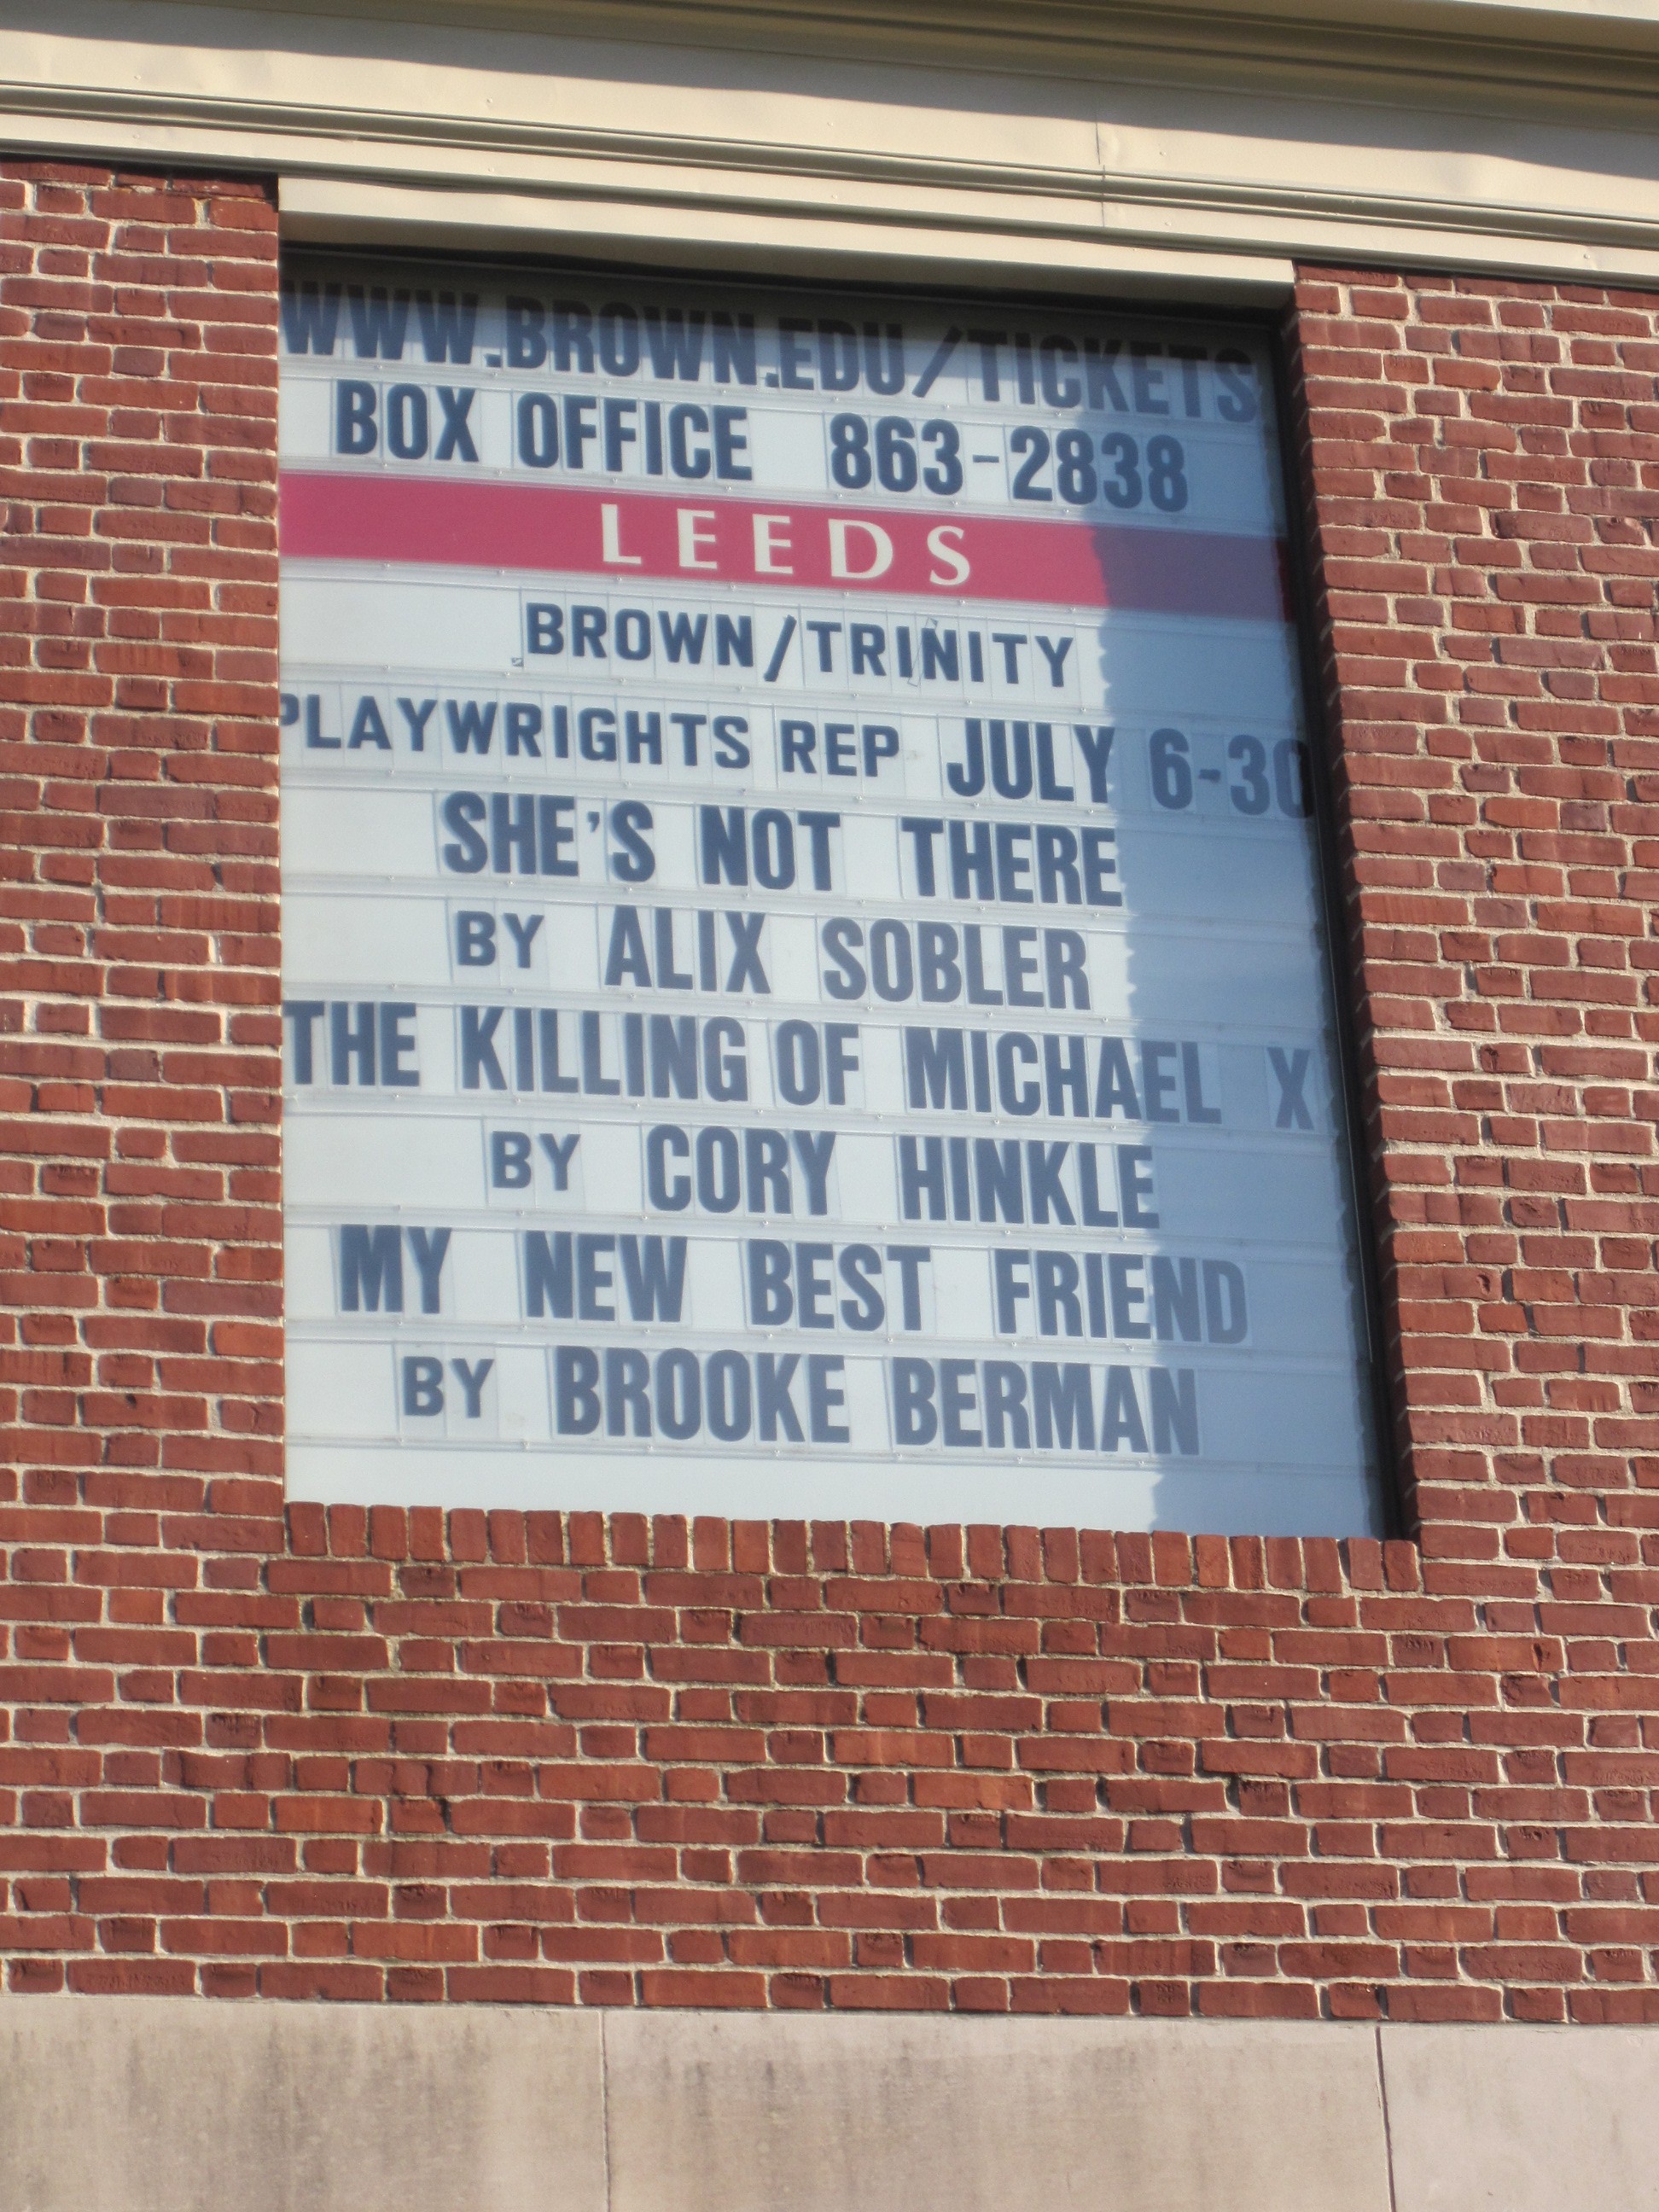 WWW.BROWN.EDU/TICKETS
BOX OFFICE 863-2838
LEEDS
BROWN/TRINITY
PLAYWRIGHTS REP JULY 6-30
SHE'S NOT THERE
BY ALIX SOBLER
THE KILLING OF MICHAEL X
BY CORY HINKLE
MY NEW BEST FRIEND
BY BROOKE BERMAN